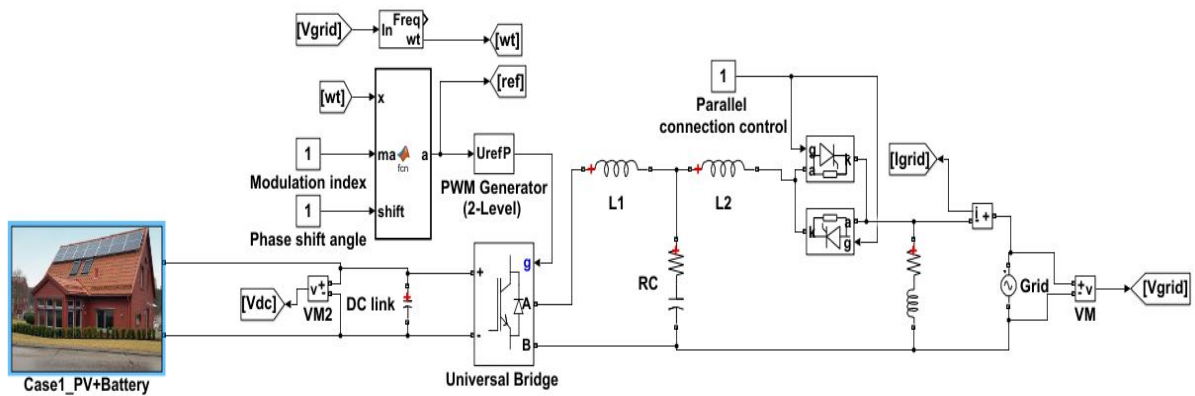 [Vgrid]
In
Freq
wt
[wt]
[ref]
[wt]
x
1
ma
fcn
a
Modulation index
1
shift
Phase shift angle
UrefP
PWM Generator
(2-Level)
1
Parallel
connection control
g
a
k
k
a
g
[Igrid]
i
+
L1
L2
RC
[Vdc]
v
+
-
VM2
DC link
+
-
g
A
B
Universal Bridge
Grid
+
-
v
VM
[Vgrid]
Case1_PV+Battery